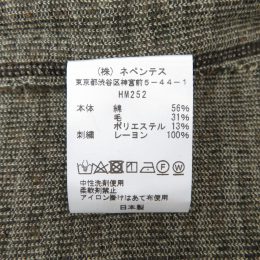 (株) ネペンテス
東京都渋谷区神宮前5-44-1
HM252
本体 綿 56%
毛 31%
ポリエステル 13%
刺繍 レーヨン 100%
中性洗剤使用
柔軟剤禁止
アイロン掛けはあて布使用
日本製